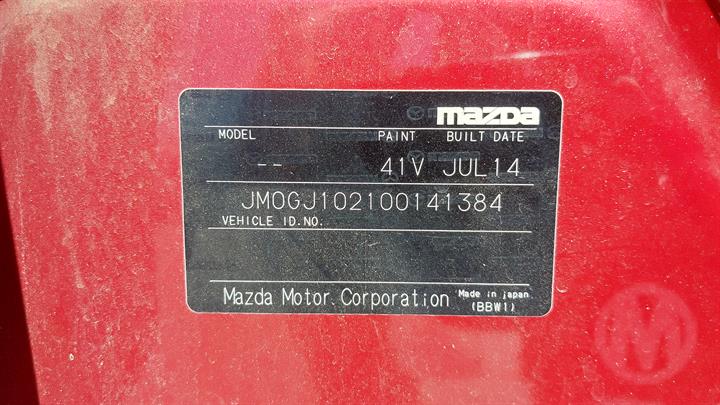 mazda
MODEL PAINT BUILT DATE
-- 41V JUL14
JM0GJ102100141384
VEHICLE ID.NO.
Mazda Motor Corporation Made in japan
(BBW1)
M